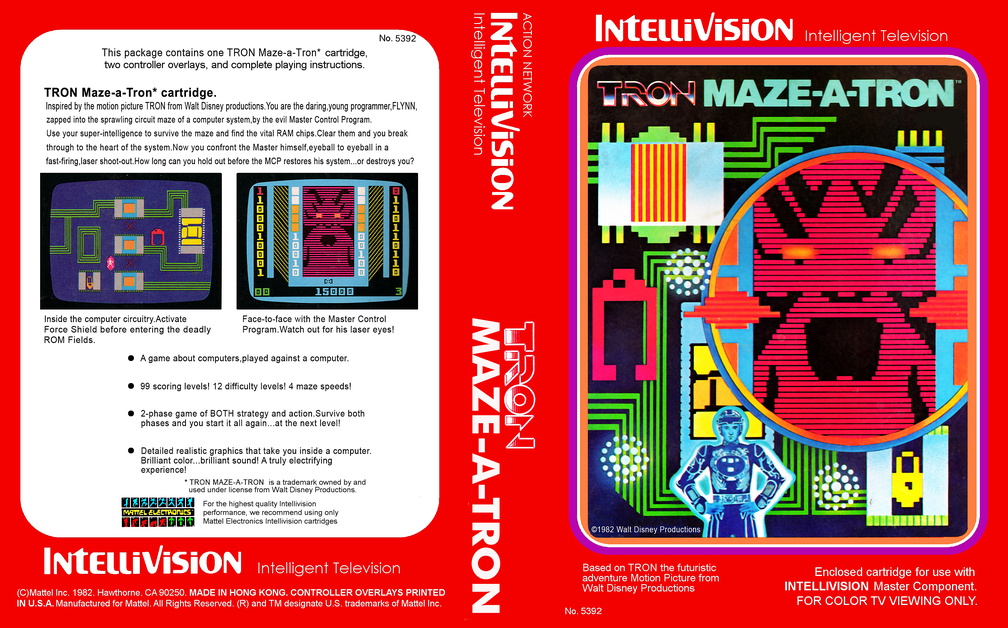 No. 5392
This package contains one TRON Maze-a-Tron* cartridge,
two controller overlays, and complete playing instructions.
TRON Maze-a-Tron* cartridge.
Inspired by the motion picture TRON from Walt Disney productions.You are the daring,young programmer,FLYNN,
zapped into the sprawling circuit maze of a computer system,by the evil Master Control Program.
Use your super-intelligence to survive the maze and find the vital RAM chips.Clear them and you break
through to the heart of the system.Now you confront the Master himself,eyeball to eyeball in a
fast-firing,laser shoot-out.How long can you hold out before the MCP restores his system...or destroys you?
00 15000 3
Inside the computer circuitry.Activate
Force Shield before entering the deadly
ROM Fields.
Face-to-face with the Master Control
Program.Watch out for his laser eyes!
● A game about computers,played against a computer.
● 99 scoring levels! 12 difficulty levels! 4 maze speeds!
● 2-phase game of BOTH strategy and action.Survive both
phases and you start it all again...at the next level!
● Detailed realistic graphics that take you inside a computer.
Brilliant color...brilliant sound! A truly electrifying
experience!
* TRON MAZE-A-TRON is a trademark owned by and
used under license from Walt Disney Productions.
MATTEL ELECTRONICS
For the highest quality Intellivision
performance, we recommend using only
Mattel Electronics Intellivision cartridges
INTELLIVISION Intelligent Television
(C)Mattel Inc. 1982. Hawthorne. CA 90250. MADE IN HONG KONG. CONTROLLER OVERLAYS PRINTED
IN U.S.A. Manufactured for Mattel. All Rights Reserved. (R) and TM designate U.S. trademarks of Mattel Inc.
ACTION NETWORK
INTELLIVISION
Intelligent Television
TRON
MAZE-A-TRON
INTELLIVISION Intelligent Television
TRON MAZE-A-TRON™
©1982 Walt Disney Productions
Based on TRON the futuristic
adventure Motion Picture from
Walt Disney Productions
No. 5392
Enclosed cartridge for use with
INTELLIVISION Master Component.
FOR COLOR TV VIEWING ONLY.